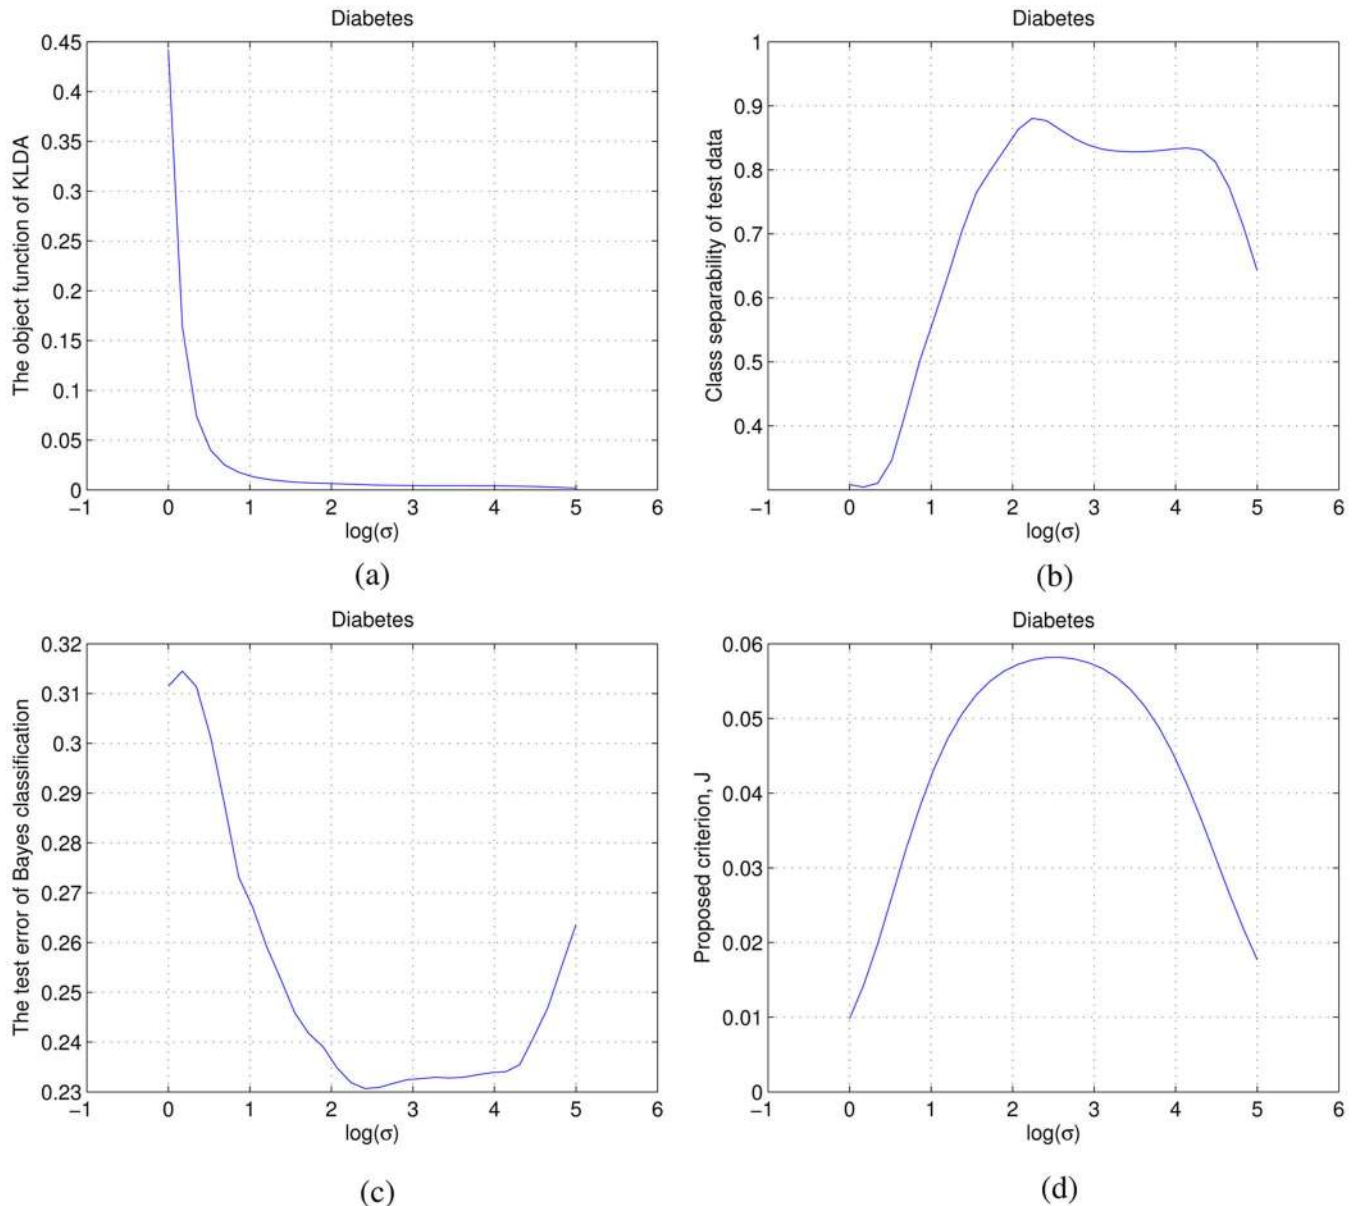 Diabetes
0.45
0.4
0.35
0.3
0.25
0.2
0.15
0.1
0.05
0
−1 0 1 2 3 4 5 6
The object function of KLDA
log(σ)
(a)
Diabetes
1
0.9
0.8
0.7
0.6
0.5
0.4
−1 0 1 2 3 4 5 6
Class separability of test data
log(σ)
(b)
Diabetes
0.32
0.31
0.3
0.29
0.28
0.27
0.26
0.25
0.24
0.23
−1 0 1 2 3 4 5 6
The test error of Bayes classification
log(σ)
(c)
Diabetes
0.06
0.05
0.04
0.03
0.02
0.01
0
−1 0 1 2 3 4 5 6
Proposed criterion, J
log(σ)
(d)